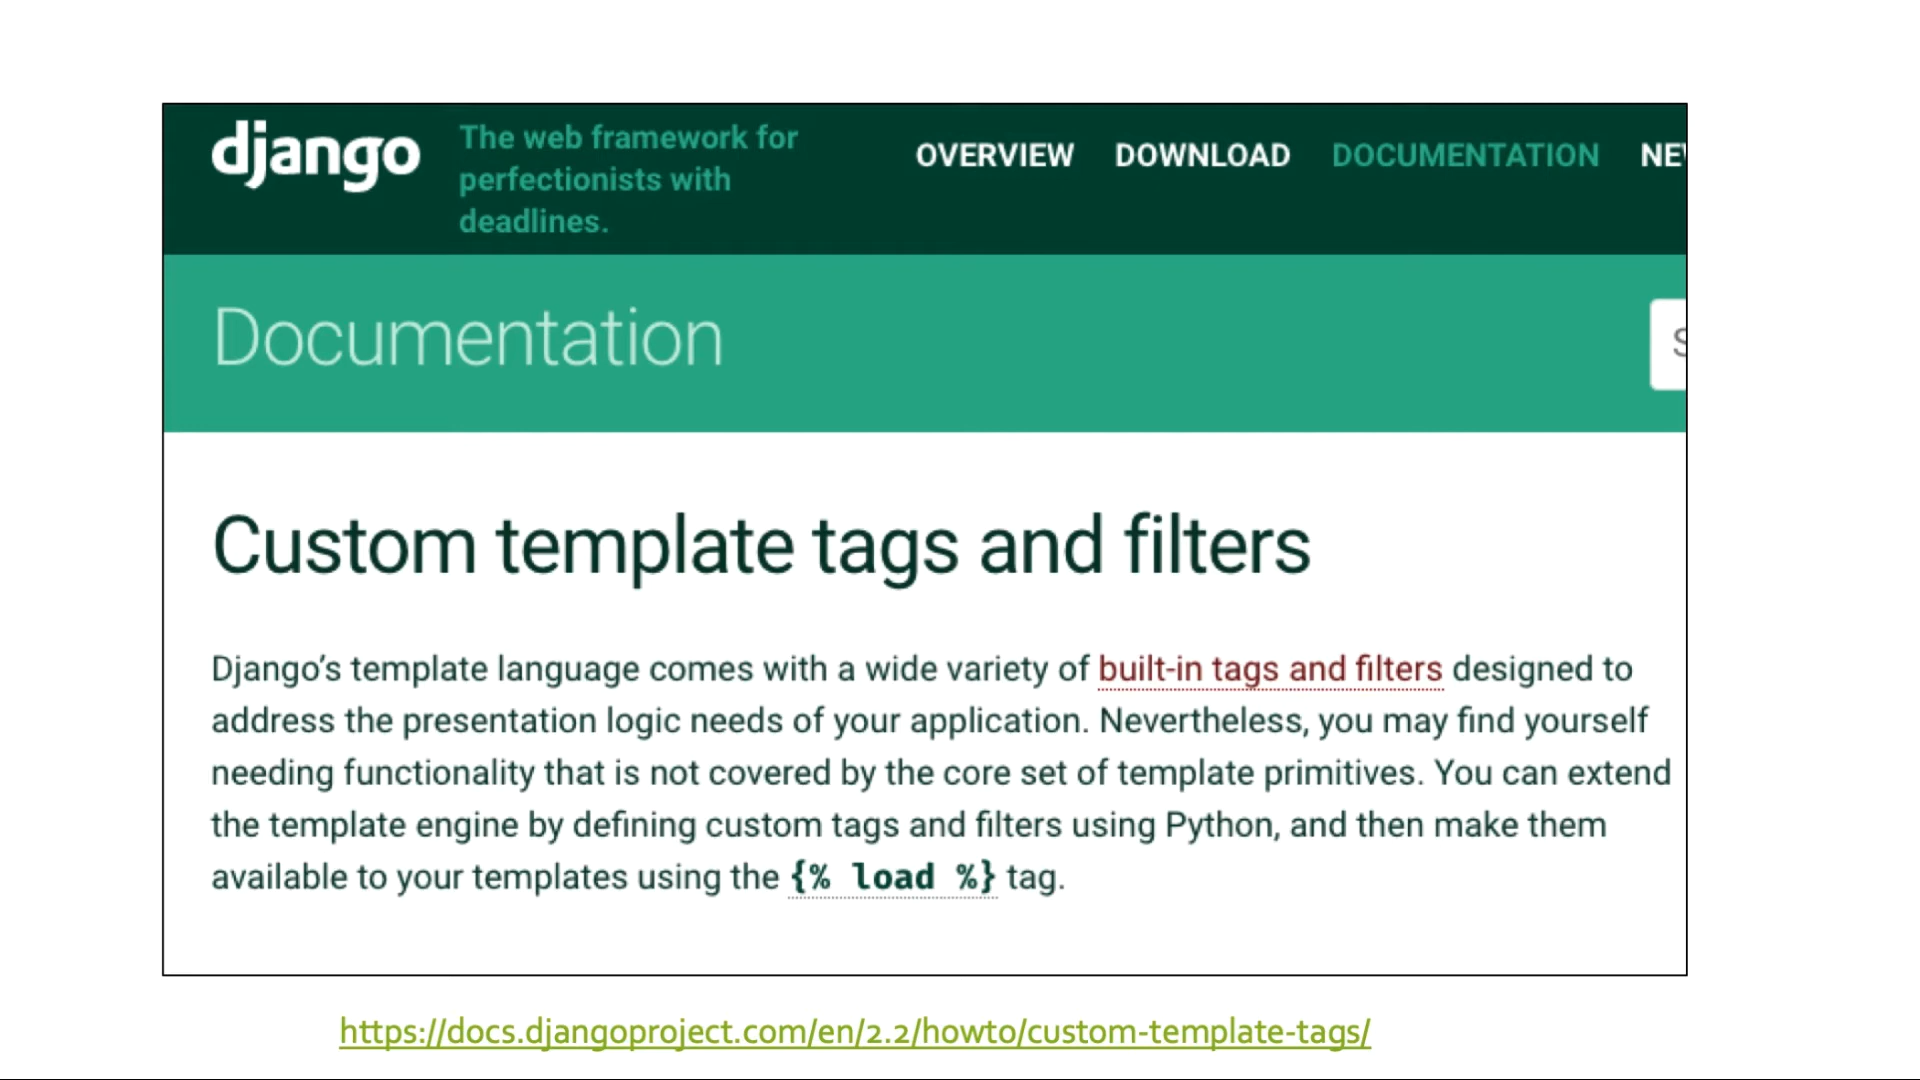 django
The web framework for
perfectionists with
deadlines.
OVERVIEW DOWNLOAD DOCUMENTATION
Documentation
Custom template tags and filters
Django’s template language comes with a wide variety of built-in tags and filters designed to
address the presentation logic needs of your application. Nevertheless, you may find yourself
needing functionality that is not covered by the core set of template primitives. You can extend
the template engine by defining custom tags and filters using Python, and then make them
available to your templates using the {% load %} tag.
https://docs.djangoproject.com/en/2.2/howto/custom-template-tags/